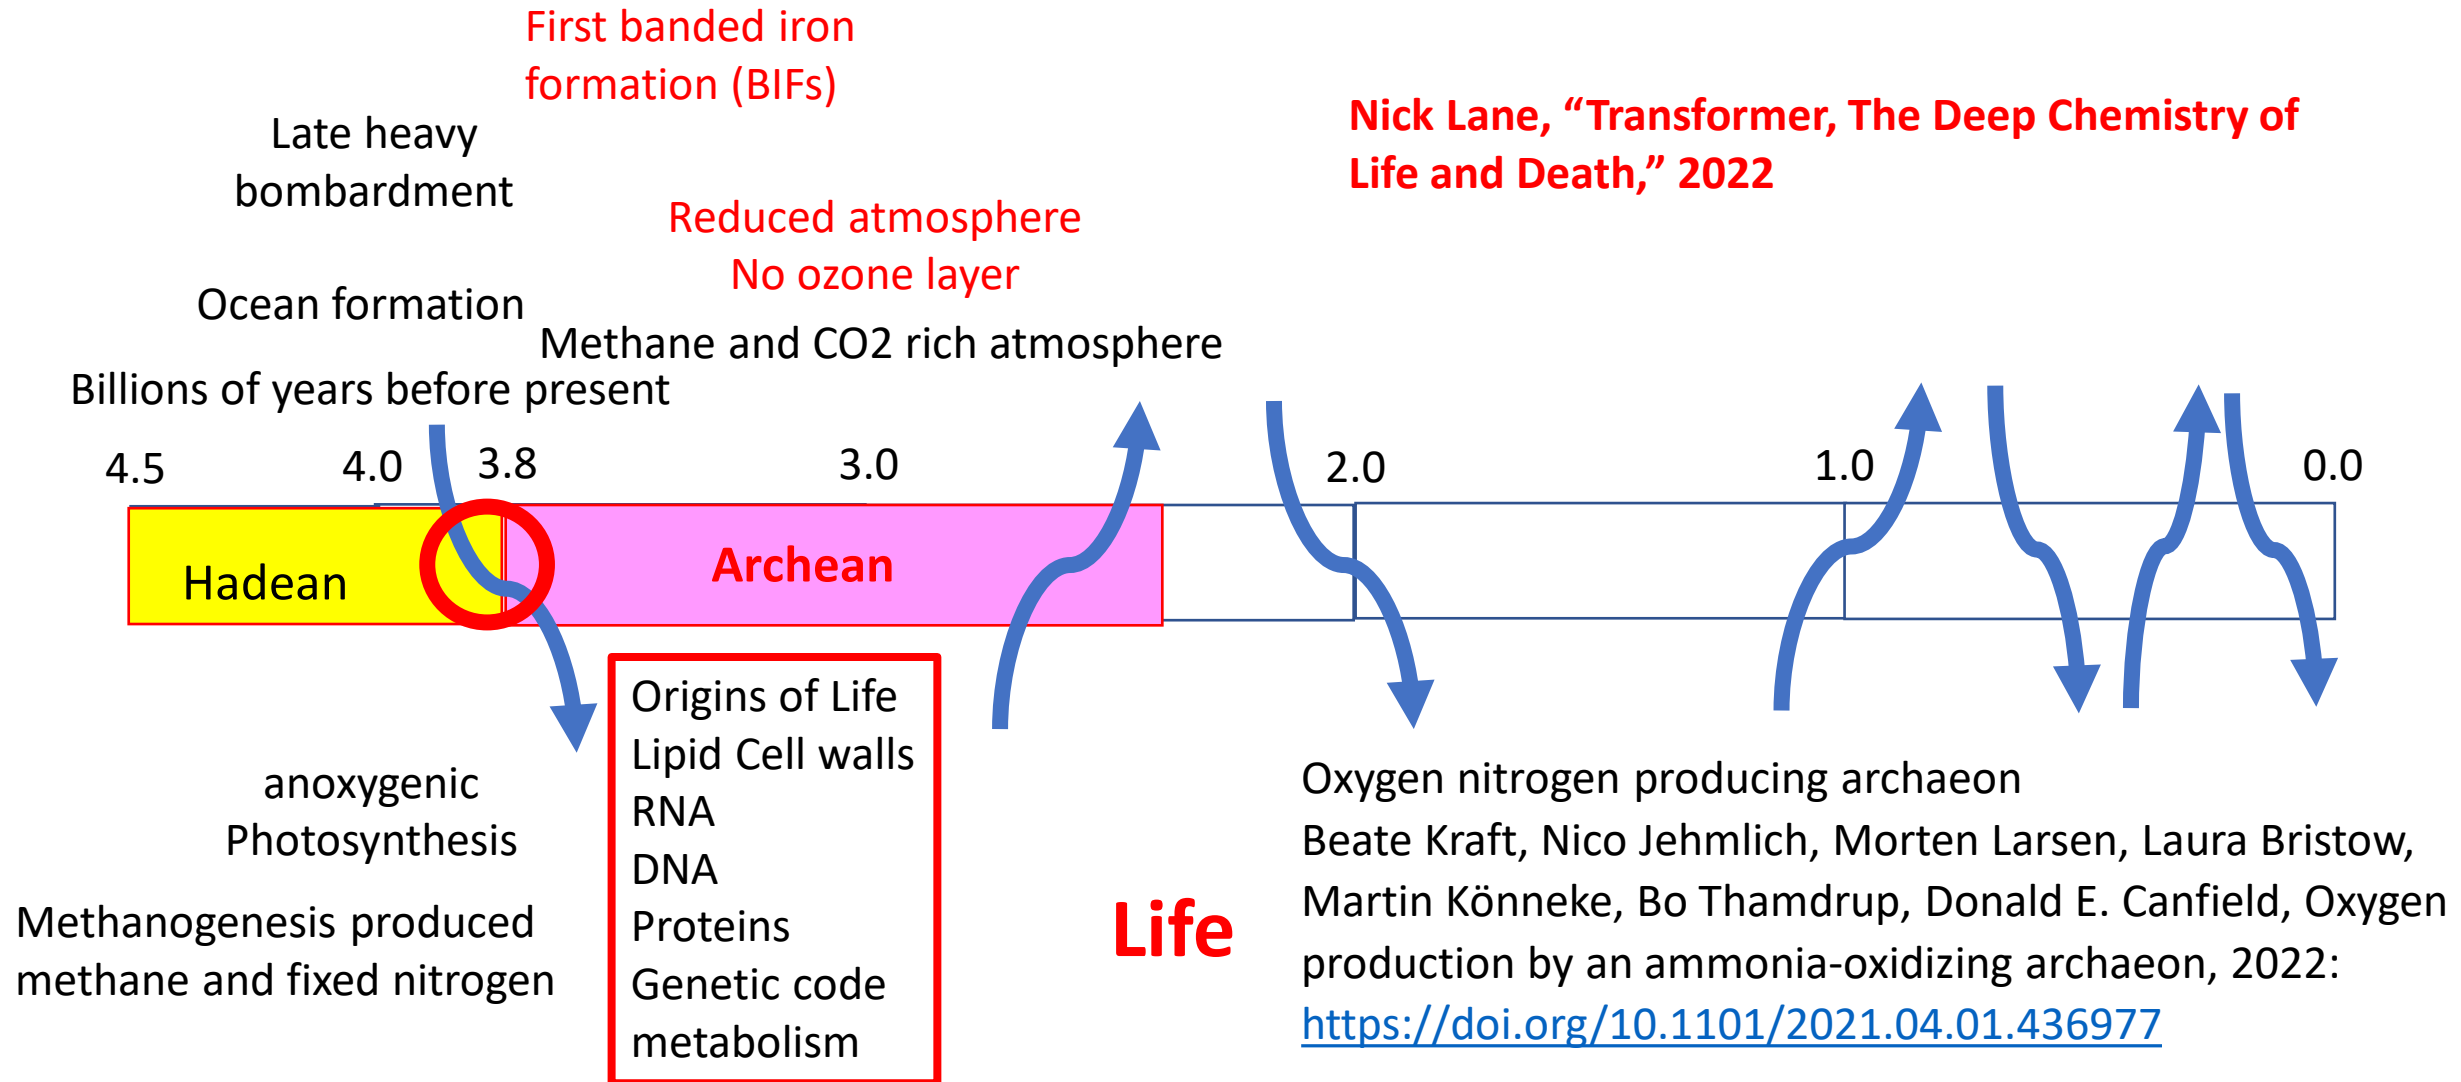 First banded iron
formation (BIFs)
Late heavy
bombardment
Nick Lane, “Transformer, The Deep Chemistry of
Life and Death,” 2022
Reduced atmosphere
No ozone layer
Ocean formation
Methane and CO2 rich atmosphere
Billions of years before present
4.5 4.0 3.8 3.0 2.0 1.0 0.0
Hadean
Archean
anoxygenic
Photosynthesis
Methanogenesis produced
methane and fixed nitrogen
Origins of Life
Lipid Cell walls
RNA
DNA
Proteins
Genetic code
metabolism
Life
Oxygen nitrogen producing archaeon
Beate Kraft, Nico Jehmlich, Morten Larsen, Laura Bristow,
Martin Könneke, Bo Thamdrup, Donald E. Canfield, Oxygen
production by an ammonia-oxidizing archaeon, 2022:
https://doi.org/10.1101/2021.04.01.436977